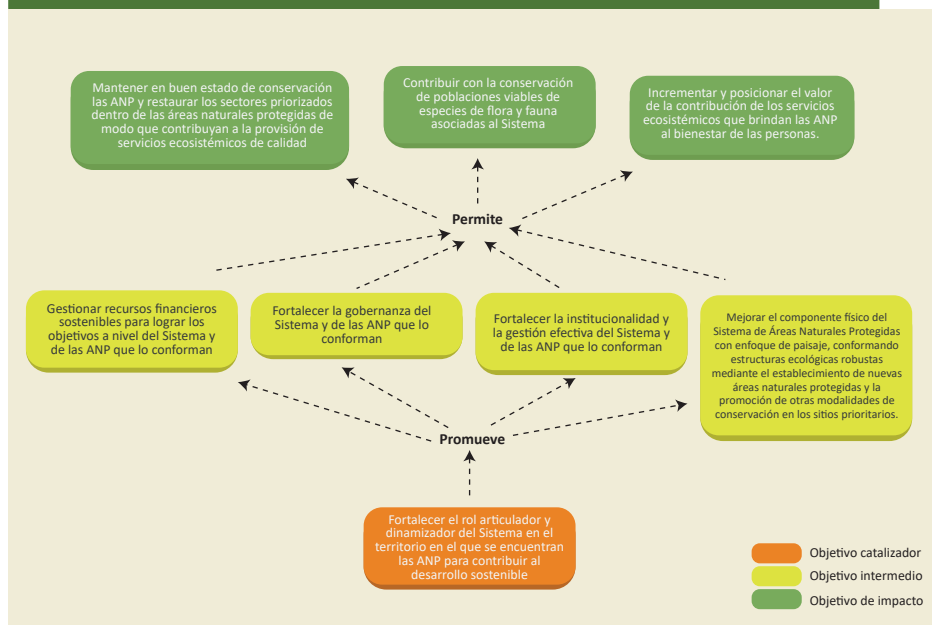 Mantener en buen estado de conservación
las ANP y restaurar los sectores priorizados
dentro de las áreas naturales protegidas de
modo que contribuyan a la provisión de
servicios ecosistémicos de calidad
Contribuir con la conservación
de poblaciones viables de
especies de flora y fauna
asociadas al Sistema
Incrementar y posicionar el valor
de la contribución de los servicios
ecosistémicos que brindan las ANP
al bienestar de las personas.
Permite
Gestionar recursos financieros
sostenibles para lograr los
objetivos a nivel del Sistema y
de las ANP que lo conforman
Fortalecer la gobernanza del
Sistema y de las ANP que lo
conforman
Fortalecer la institucionalidad y
la gestión efectiva del Sistema y
de las ANP que lo conforman
Mejorar el componente físico del
Sistema de Áreas Naturales Protegidas
con enfoque de paisaje, conformando
estructuras ecológicas robustas
mediante el establecimiento de nuevas
áreas naturales protegidas y la
promoción de otras modalidades de
conservación en los sitios prioritarios.
Promueve
Fortalecer el rol articulador y
dinamizador del Sistema en el
territorio en el que se encuentran
las ANP para contribuir al
desarrollo sostenible
Objetivo catalizador
Objetivo intermedio
Objetivo de impacto